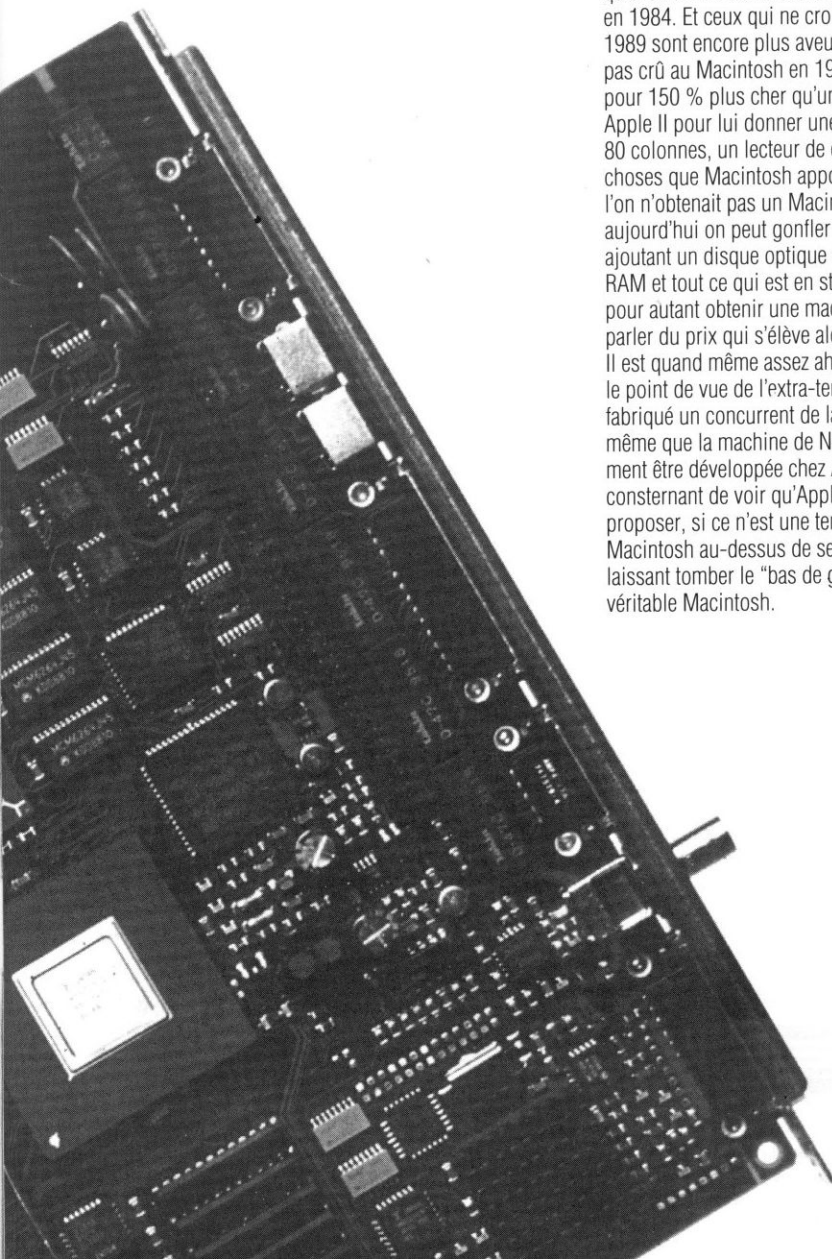 en 1984. Et ceux qui ne cro
1989 sont encore plus aveu
pas crû au Macintosh en 19
pour 150 % plus cher qu'un
Apple II pour lui donner une
80 colonnes, un lecteur de
choses que Macintosh appo
l'on n'obtenait pas un Macin
aujourd'hui on peut gonfler
ajoutant un disque optique
RAM et tout ce qui est en st
pour autant obtenir une mac
parler du prix qui s'élève alo
Il est quand même assez ah
le point de vue de l'extra-ter
fabriqué un concurrent de la
même que la machine de N
ment être développée chez
consternant de voir qu'Appl
proposer, si ce n'est une ten
Macintosh au-dessus de se
laissant tomber le "bas de g
véritable Macintosh.